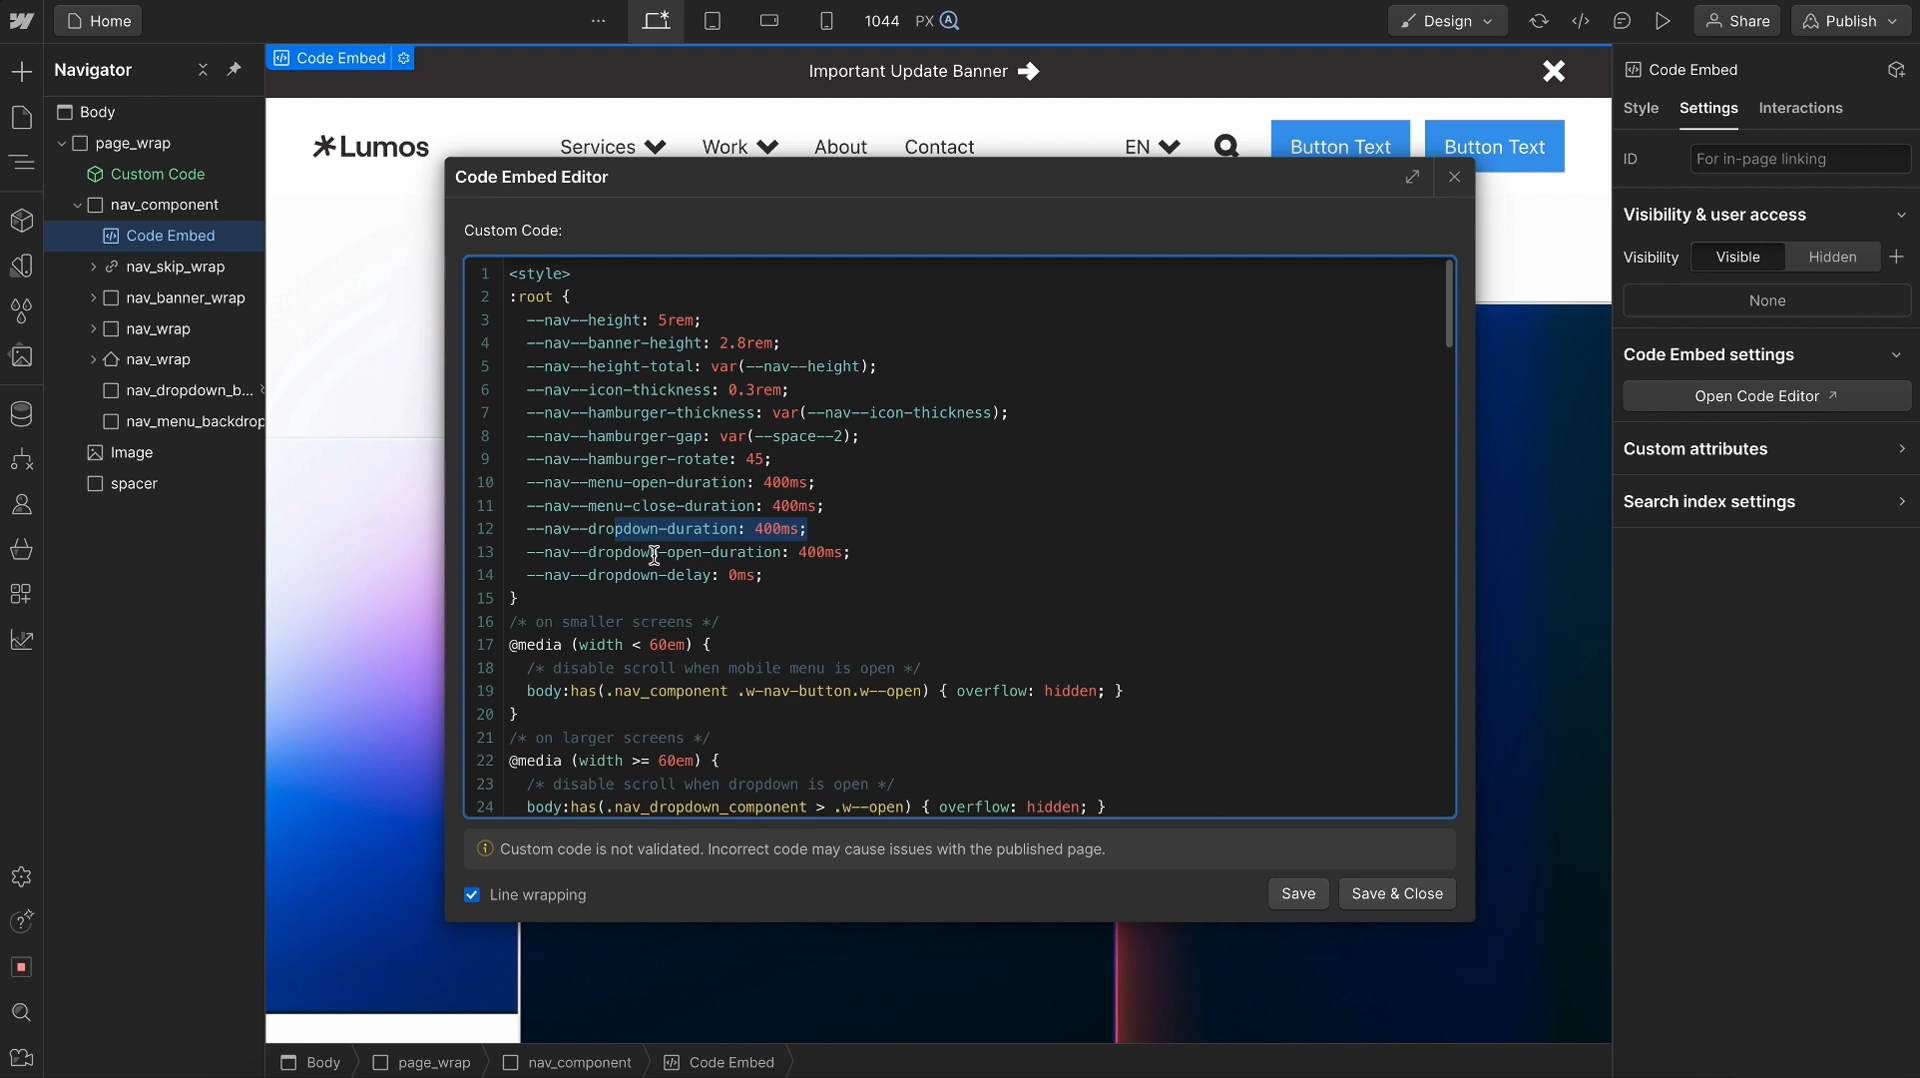 Home
1044 PX
Design
Share
Publish
Navigator
Body
page_wrap
Custom Code
nav_component
Code Embed
nav_skip_wrap
nav_banner_wrap
nav_wrap
nav_wrap
nav_dropdown_b...
nav_menu_backdrop
Image
spacer
Code Embed
Important Update Banner
Lumos
Services
Work
About
Contact
EN
Button Text
Button Text
Code Embed Editor
Custom Code:
1 <style>
2 :root {
3 --nav--height: 5rem;
4 --nav--banner-height: 2.8rem;
5 --nav--height-total: var(--nav--height);
6 --nav--icon-thickness: 0.3rem;
7 --nav--hamburger-thickness: var(--nav--icon-thickness);
8 --nav--hamburger-gap: var(--space--2);
9 --nav--hamburger-rotate: 45;
10 --nav--menu-open-duration: 400ms;
11 --nav--menu-close-duration: 400ms;
12 --nav--dropdown-duration: 400ms;
13 --nav--dropdown-open-duration: 400ms;
14 --nav--dropdown-delay: 0ms;
15 }
16 /* on smaller screens */
17 @media (width < 60em) {
18 /* disable scroll when mobile menu is open */
19 body:has(.nav_component .w-nav-button.w--open) { overflow: hidden; }
20 }
21 /* on larger screens */
22 @media (width >= 60em) {
23 /* disable scroll when dropdown is open */
24 body:has(.nav_dropdown_component > .w--open) { overflow: hidden; }
Custom code is not validated. Incorrect code may cause issues with the published page.
Line wrapping
Save
Save & Close
Body
page_wrap
nav_component
Code Embed
Code Embed
Style
Settings
Interactions
ID
For in-page linking
Visibility & user access
Visibility
Visible
Hidden
None
Code Embed settings
Open Code Editor ↗
Custom attributes
Search index settings